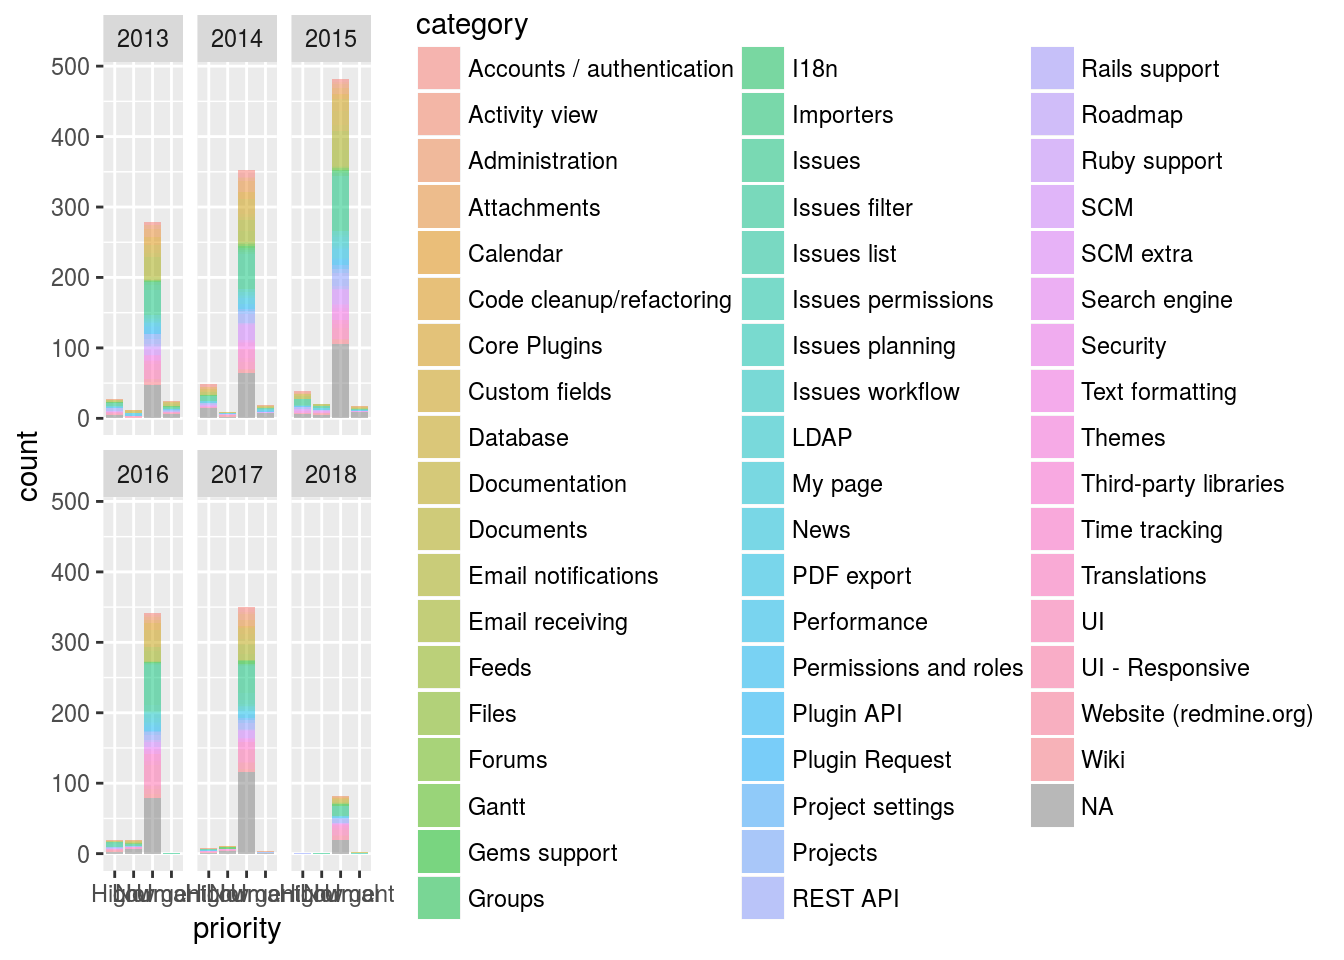 category
2013
2014
2015
500
400
300
200
100
0
count
2016
2017
2018
500
400
300
200
100
0
priority
Accounts / authentication
Activity view
Administration
Attachments
Calendar
Code cleanup/refactoring
Core Plugins
Custom fields
Database
Documentation
Documents
Email notifications
Email receiving
Feeds
Files
Forums
Gantt
Gems support
Groups
I18n
Importers
Issues
Issues filter
Issues list
Issues permissions
Issues planning
Issues workflow
LDAP
My page
News
PDF export
Performance
Permissions and roles
Plugin API
Plugin Request
Project settings
Projects
REST API
Rails support
Roadmap
Ruby support
SCM
SCM extra
Search engine
Security
Text formatting
Themes
Third-party libraries
Time tracking
Translations
UI
UI - Responsive
Website (redmine.org)
Wiki
NA